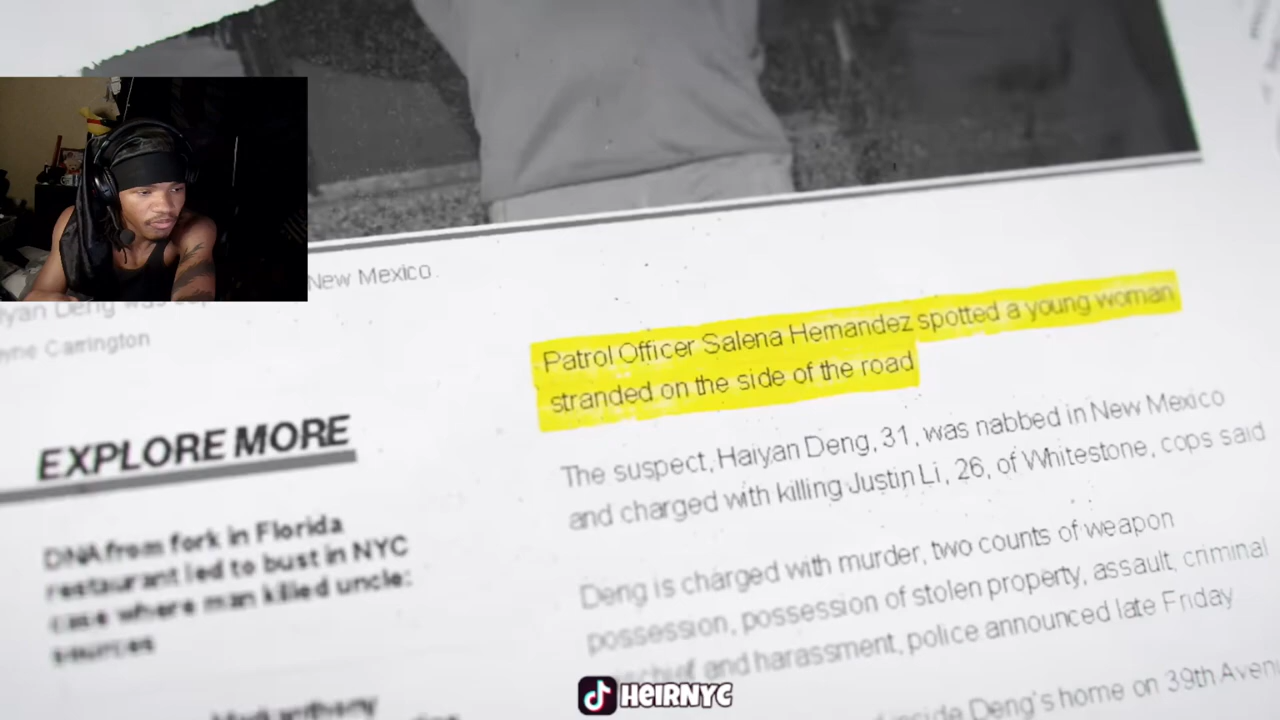 New Mexico.
Patrol Officer Salena Hernandez spotted a young woman
stranded on the side of the road
EXPLORE MORE
The suspect, Haiyan Deng, 31, was nabbed in New Mexico
and charged with killing Justin Li, 26, of Whitestone, cops said
DNA from fork in Florida
restaurant led to bust in NYC
case where man killed uncle:
sources
Deng is charged with murder, two counts of weapon
possession, possession of stolen property, assault, criminal
and harassment, police announced late Friday
inside Deng's home on 39th
HEIRNYC